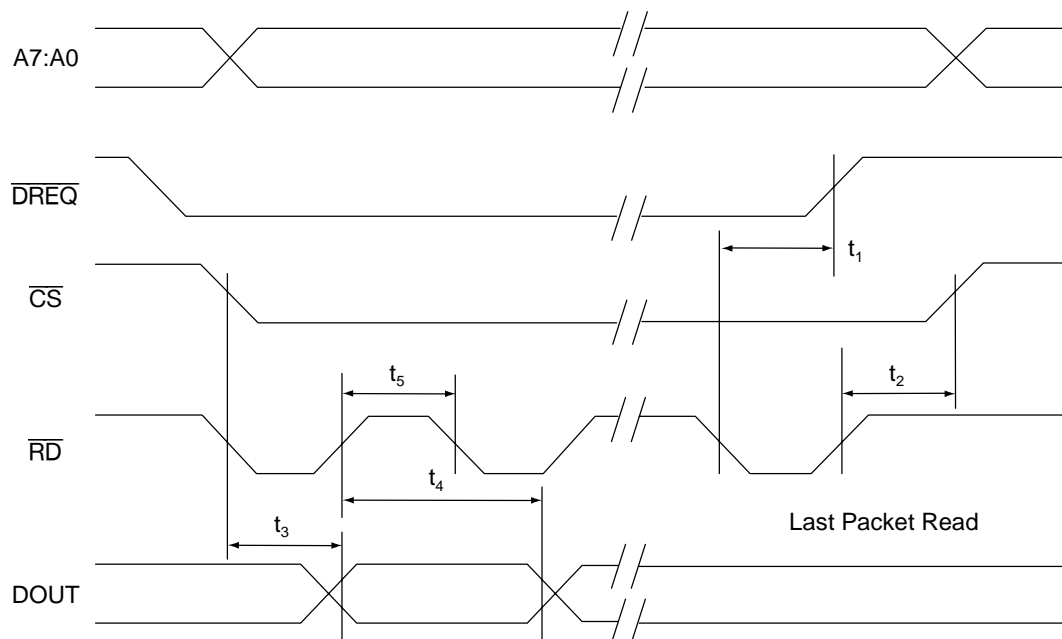 A7:A0
DREQ
t1
CS
t2
t5
RD
t4
Last Packet Read
t3
DOUT